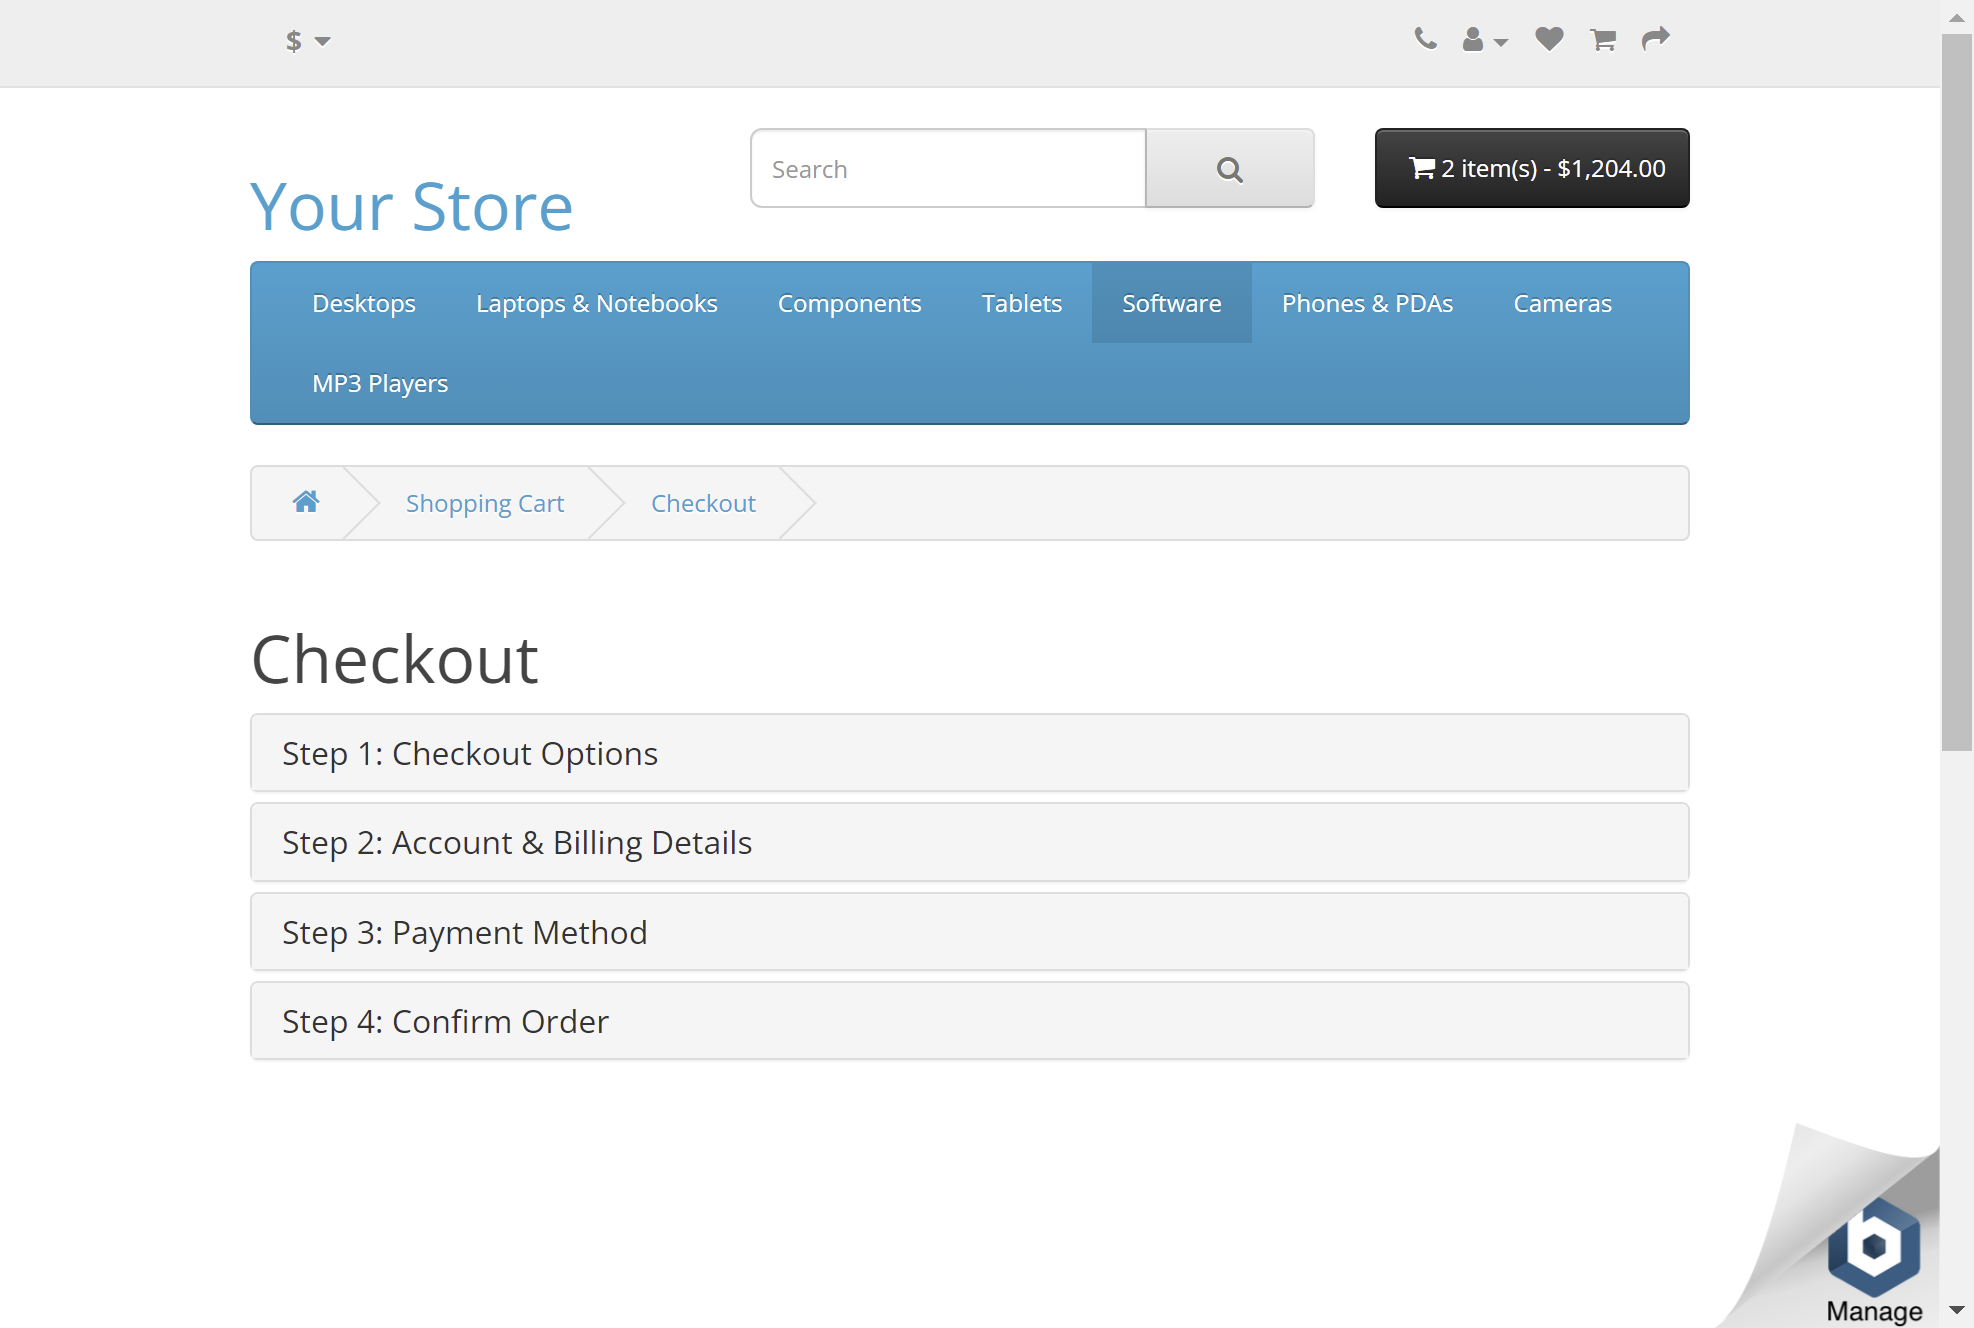 $
Search
2 item(s) - $1,204.00
Your Store
Desktops
Laptops & Notebooks
Components
Tablets
Software
Phones & PDAs
Cameras
MP3 Players
Shopping Cart
Checkout
Checkout
Step 1: Checkout Options
Step 2: Account & Billing Details
Step 3: Payment Method
Step 4: Confirm Order
Manage